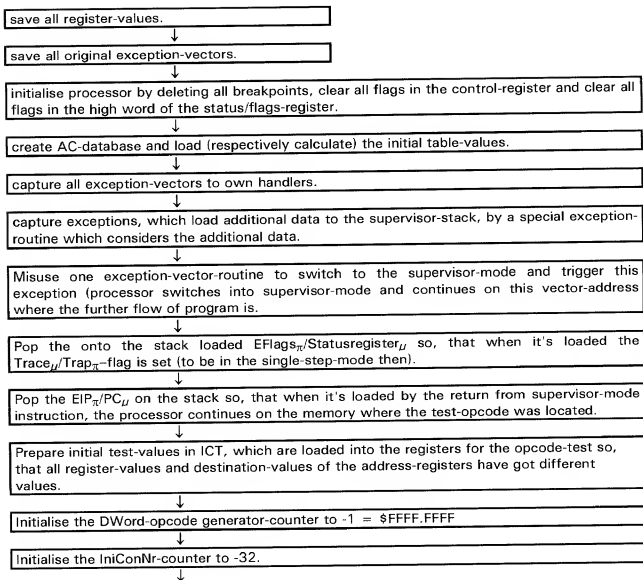 save all register-values.
save all original exception-vectors.
initialise processor by deleting all breakpoints, clear all flags in the control-register and clear all
flags in the high word of the status/flags-register.
create AC-database and load (respectively calculate) the initial table-values.
capture all exception-vectors to own handlers.
capture exceptions, which load additional data to the supervisor-stack, by a special exception-
routine which considers the additional data.
Misuse one exception-vector-routine to switch to the supervisor-mode and trigger this
exception (processor switches into supervisor-mode and continues on this vector-address
where the further flow of program is.
Pop the onto the stack loaded EFlagsπ/Statusregisterμ so, that when it's loaded the
Traceμ/Trapπ-flag is set (to be in the single-step-mode then).
Pop the EIPπ/PCμ on the stack so, that when it's loaded by the return from supervisor-mode
instruction, the processor continues on the memory where the test-opcode was located.
Prepare initial test-values in ICT, which are loaded into the registers for the opcode-test so,
that all register-values and destination-values of the address-registers have got different
values.
Initialise the DWord-opcode generator-counter to -1 = $FFFF.FFFF
Initialise the IniConNr-counter to -32.